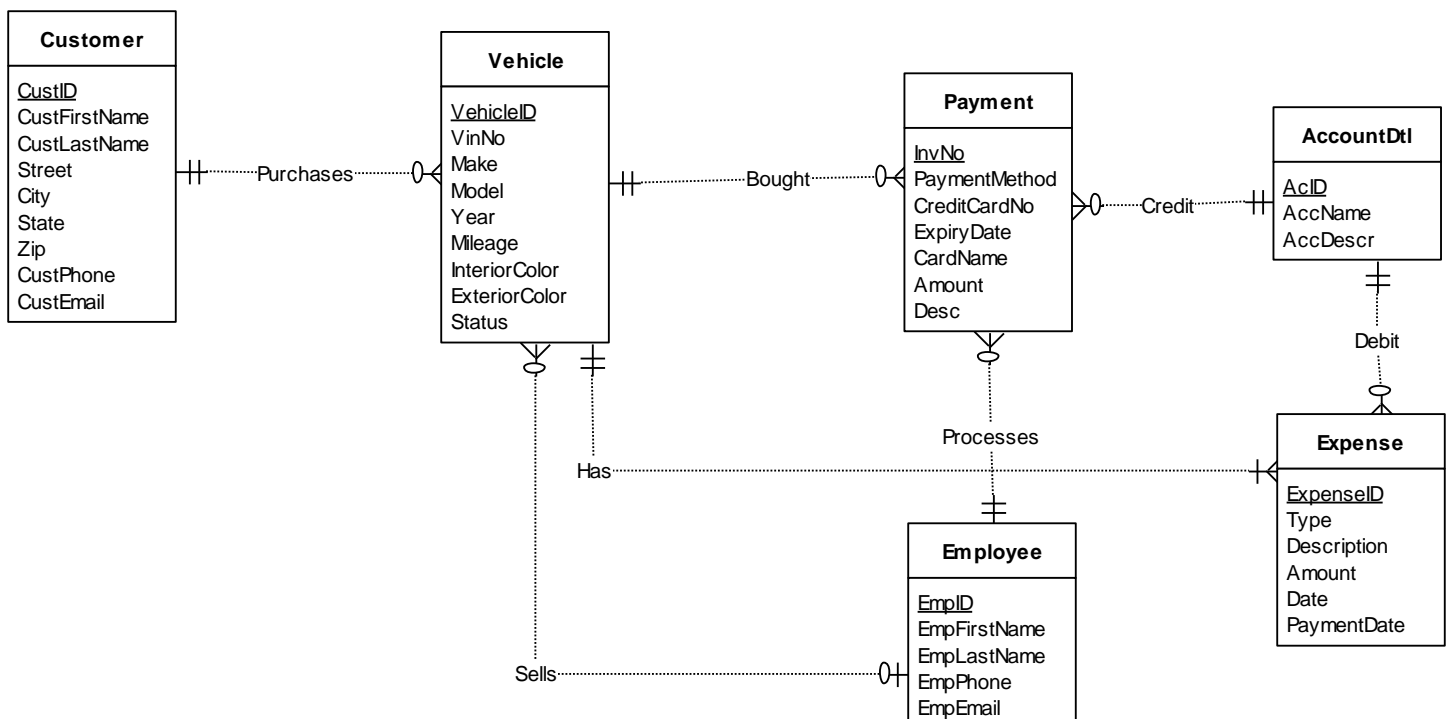 Customer
CustID
CustFirstName
CustLastName
Street
City
State
Zip
CustPhone
CustEmail
Purchases
Vehicle
VehicleID
VinNo
Make
Model
Year
Mileage
InteriorColor
ExteriorColor
Status
Bought
Payment
InvNo
PaymentMethod
CreditCardNo
ExpiryDate
CardName
Amount
Desc
Credit
AccountDtl
AcID
AccName
AccDescr
Debit
Processes
Has
Expense
ExpenseID
Type
Description
Amount
Date
PaymentDate
Employee
EmpID
EmpFirstName
EmpLastName
EmpPhone
EmpEmail
Sells